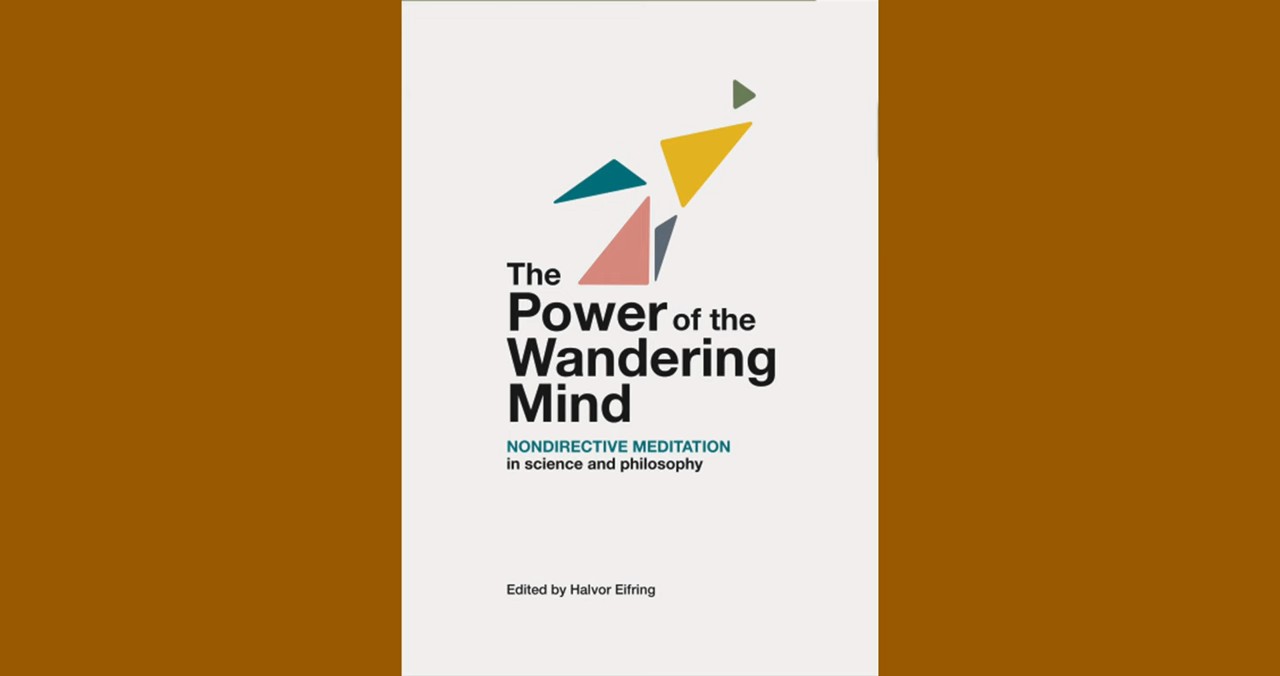 The
Power of the
Wandering
Mind
NONDIRECTIVE MEDITATION
in science and philosophy
Edited by Halvor Eifring